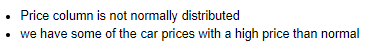 • Price column is not normally distributed
• we have some of the car prices with a high price than normal